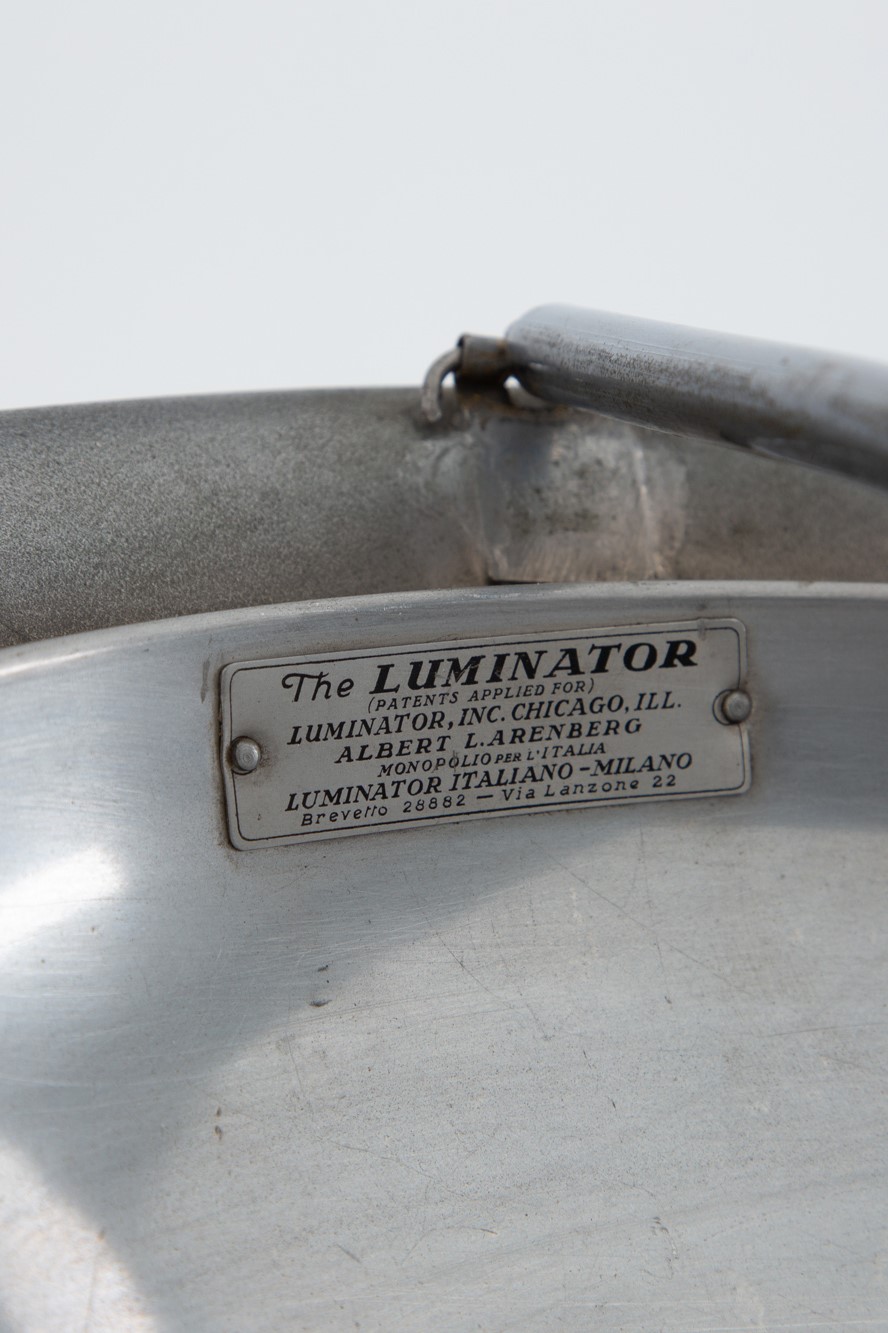 The LUMINATOR
(PATENTS APPLIED FOR)
LUMINATOR, INC. CHICAGO, ILL.
ALBERT L. ARENBERG
MONOPOLIO PER L'ITALIA
LUMINATOR ITALIANO - MILANO
Brevetto 28882 — Via Lanzone 22